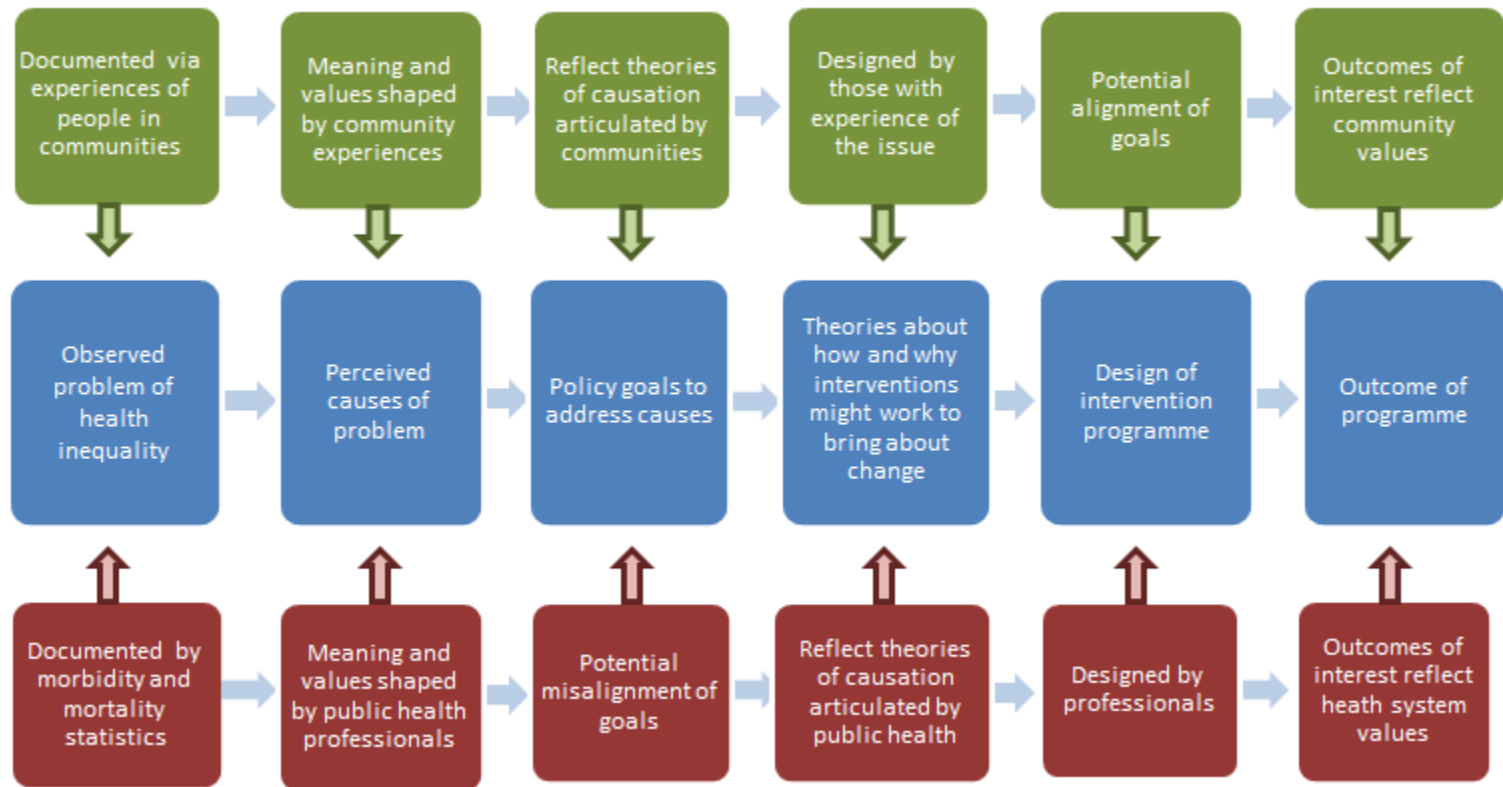 Documented via
experiences of
people in
communities
Meaning and
values shaped
by community
experiences
Reflect theories
of causation
articulated by
communities
Designed by
those with
experience of
the issue
Potential
alignment of
goals
Outcomes of
interest reflect
community
values
Observed
problem of
health
inequality
Perceived
causes of
problem
Policy goals to
address causes
Theories about
how and why
interventions
might work to
bring about
change
Design of
intervention
programme
Outcome of
programme
Documented by
morbidity and
mortality
statistics
Meaning and
values shaped
by public health
professionals
Potential
misalignment of
goals
Reflect theories
of causation
articulated by
public health
Designed by
professionals
Outcomes of
interest reflect
heath system
values